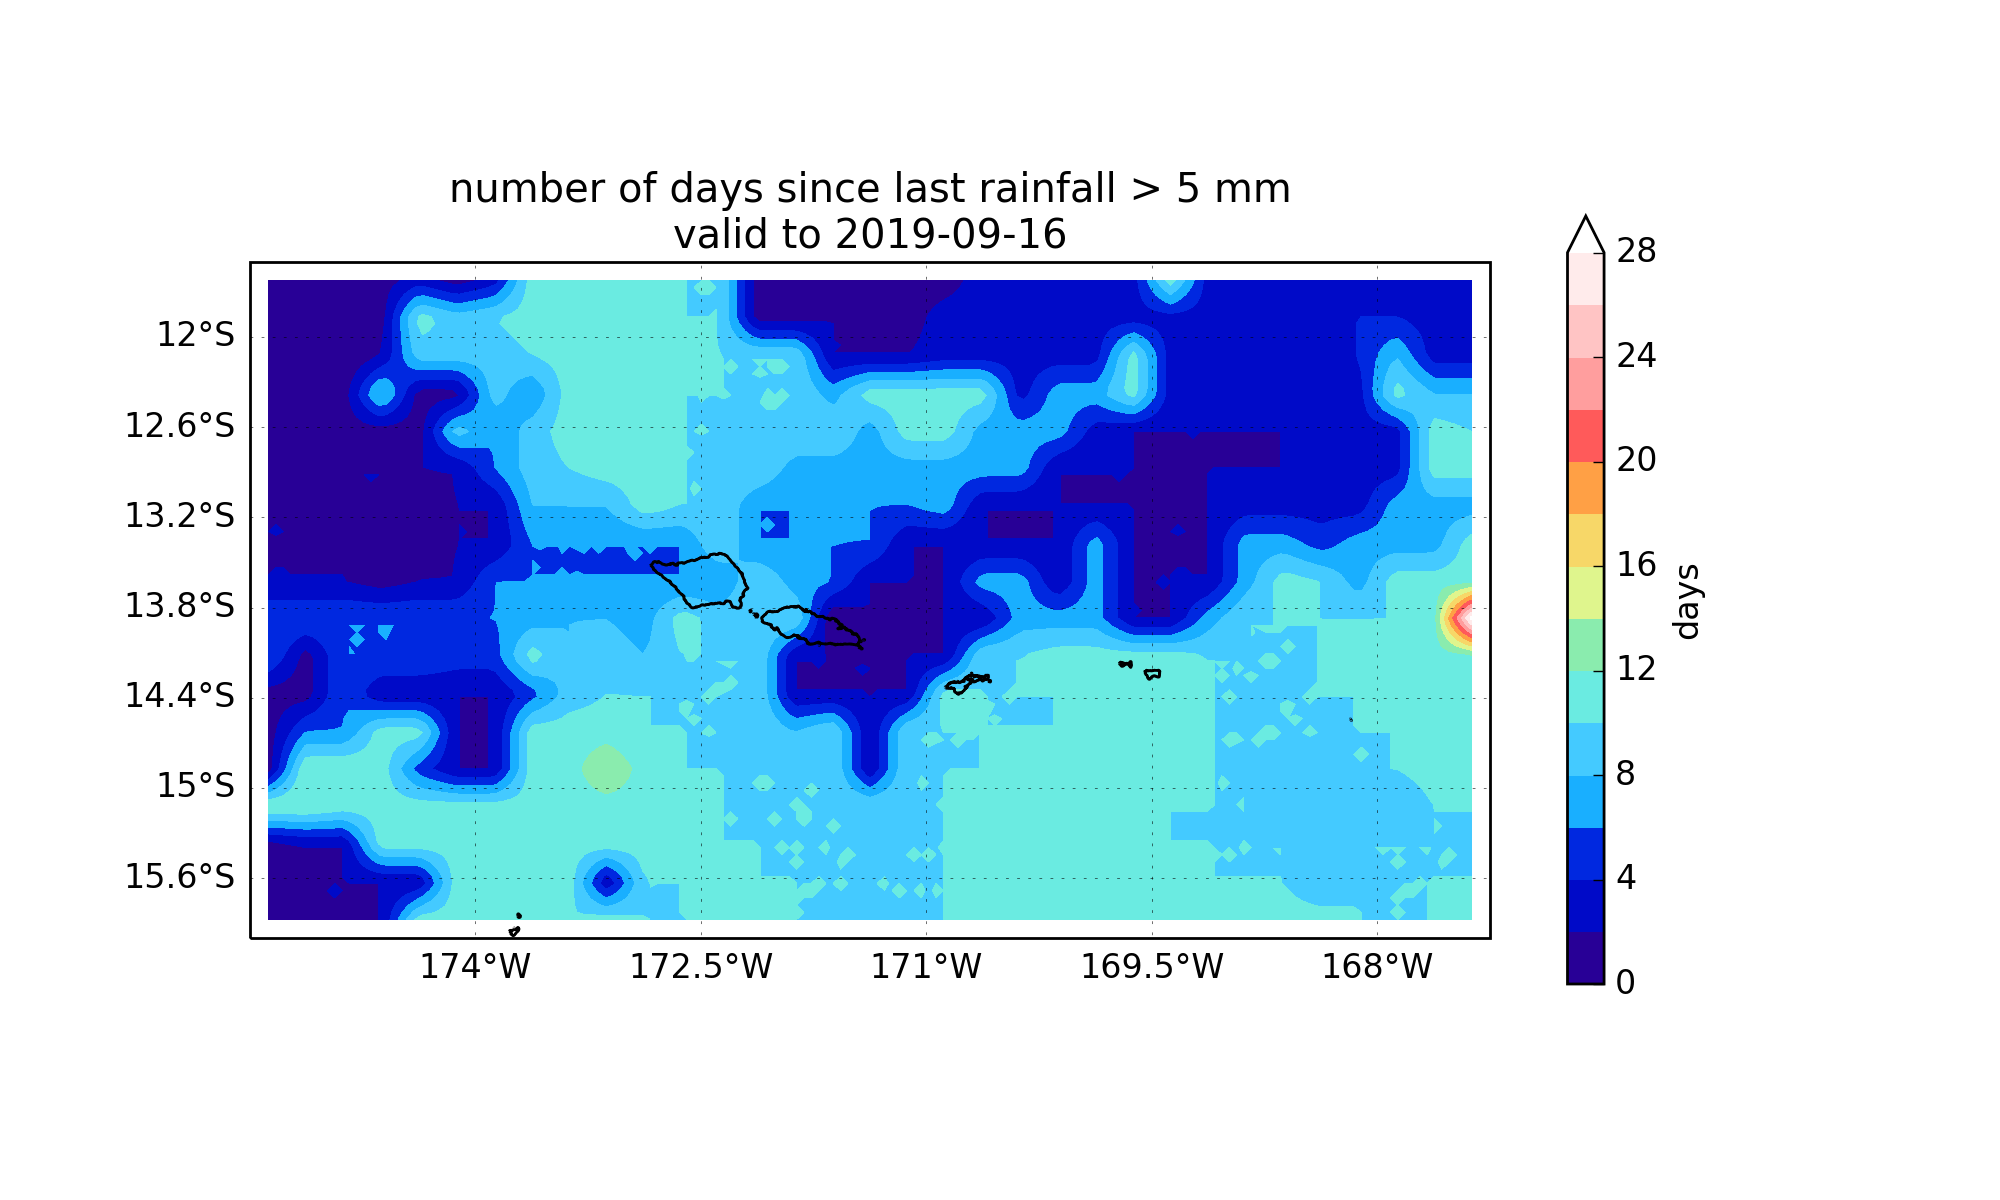 number of days since last rainfall > 5 mm
valid to 2019-09-16
12°S
12.6°S
13.2°S
13.8°S
14.4°S
15°S
15.6°S
174°W
172.5°W
171°W
169.5°W
168°W
28
24
20
16
12
8
4
0
days